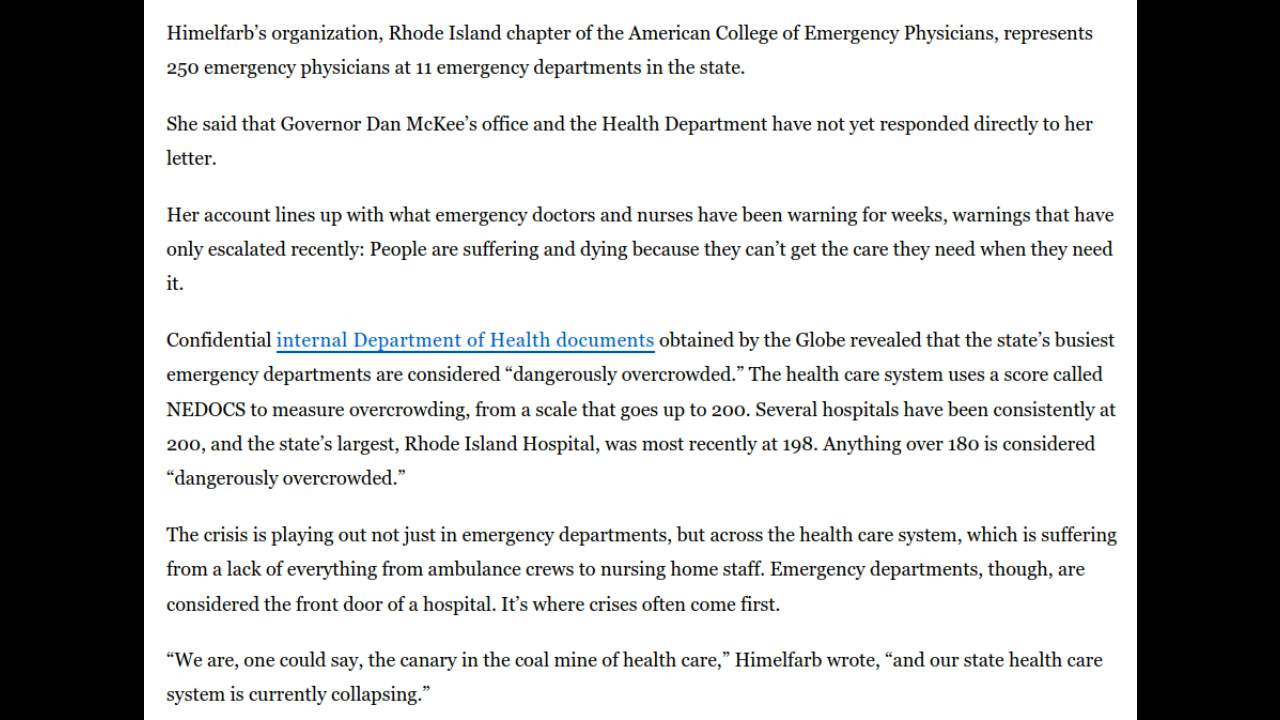 Himelfarb’s organization, Rhode Island chapter of the American College of Emergency Physicians, represents
250 emergency physicians at 11 emergency departments in the state.
She said that Governor Dan McKee’s office and the Health Department have not yet responded directly to her
letter.
Her account lines up with what emergency doctors and nurses have been warning for weeks, warnings that have
only escalated recently: People are suffering and dying because they can’t get the care they need when they need
it.
Confidential internal Department of Health documents obtained by the Globe revealed that the state’s busiest
emergency departments are considered “dangerously overcrowded.” The health care system uses a score called
NEDOCS to measure overcrowding, from a scale that goes up to 200. Several hospitals have been consistently at
200, and the state’s largest, Rhode Island Hospital, was most recently at 198. Anything over 180 is considered
“dangerously overcrowded.”
The crisis is playing out not just in emergency departments, but across the health care system, which is suffering
from a lack of everything from ambulance crews to nursing home staff. Emergency departments, though, are
considered the front door of a hospital. It’s where crises often come first.
“We are, one could say, the canary in the coal mine of health care,” Himelfarb wrote, “and our state health care
system is currently collapsing.”